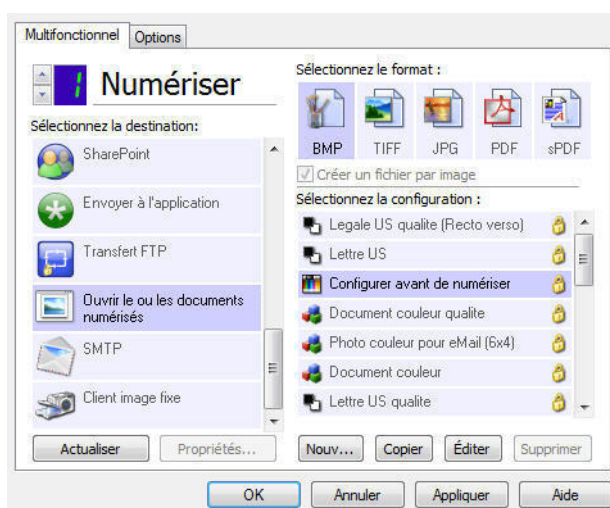 Multifonctionnel
Options
1
Numériser
Sélectionnez la destination:
SharePoint
Envoyer à l'application
Transfert FTP
Ouvrir le ou les documents
numérisés
SMTP
Client image fixe
Actualiser
Propriétés...
Sélectionnez le format :
BMP
TIFF
JPG
PDF
sPDF
Créer un fichier par image
Sélectionnez la configuration :
Legale US qualite (Recto verso)
Lettre US
Configurer avant de numériser
Document couleur qualite
Photo couleur pour eMail (6x4)
Document couleur
Lettre US qualite
Nouv...
Copier
Éditer
Supprimer
OK
Annuler
Appliquer
Aide